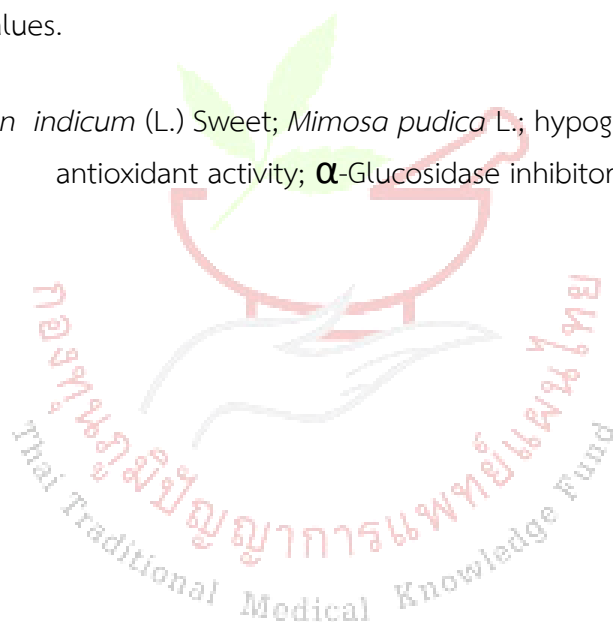 alues.
n indicum (L.) Sweet; Mimosa pudica L.; hypog
antioxidant activity; α-Glucosidase inhibitor
กองทุนภูมิปัญญาการแพทย์แผนไทย
Thai Traditional Medical Knowledge Fund